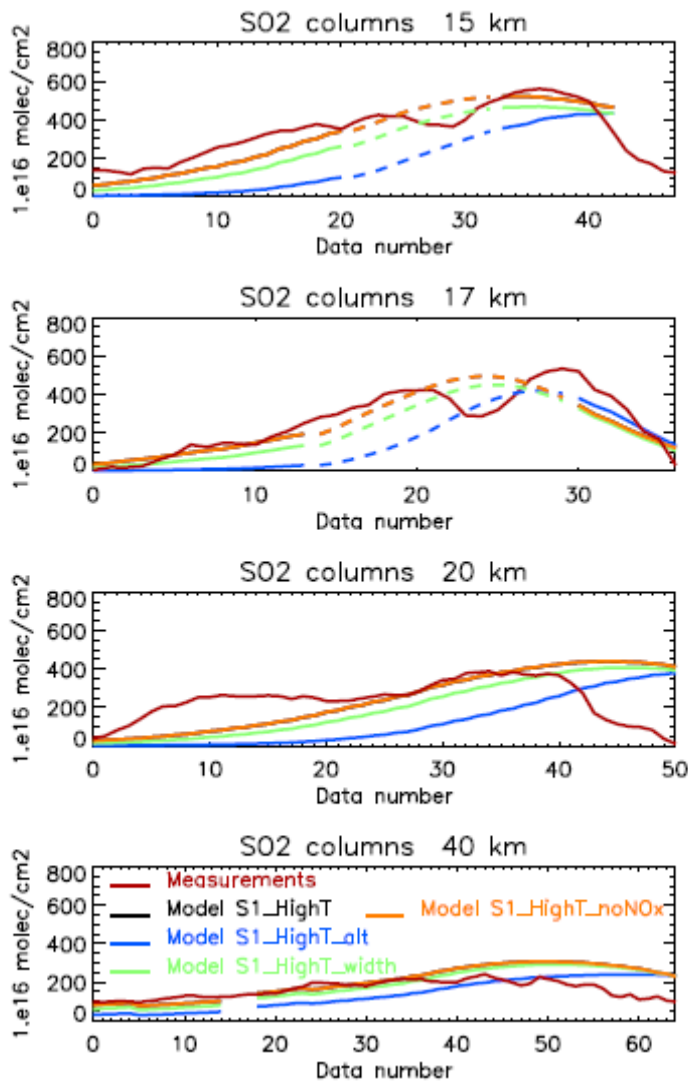 SO2 columns 15 km
1.e16 molec/cm2
800
600
400
200
0
0 10 20 30 40
Data number
SO2 columns 17 km
1.e16 molec/cm2
800
600
400
200
0
0 10 20 30
Data number
SO2 columns 20 km
1.e16 molec/cm2
800
600
400
200
0
0 10 20 30 40 50
Data number
SO2 columns 40 km
1.e16 molec/cm2
800
600
400
200
0
Measurements
Model S1_HighT Model S1_HighT_noNOx
Model S1_HighT_alt
Model S1_HighT_width
0 10 20 30 40 50 60
Data number